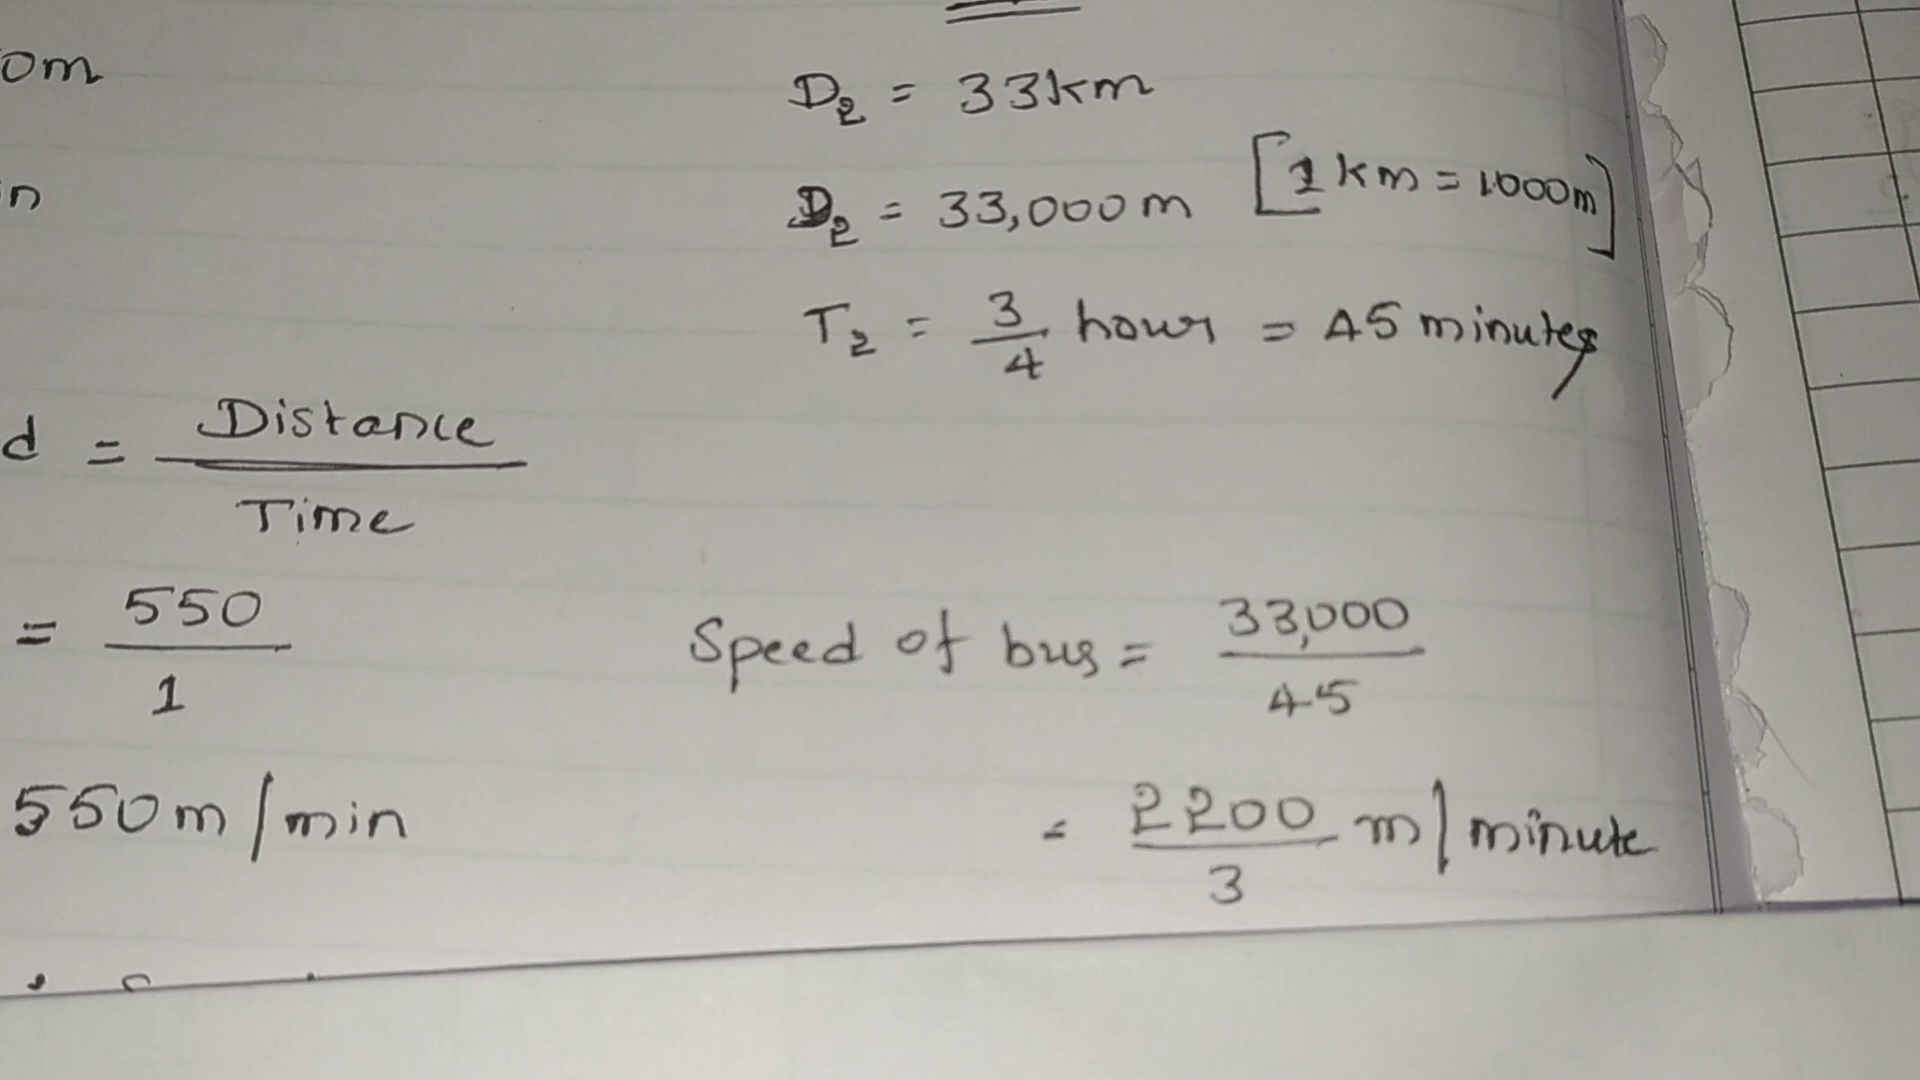 om
D₂ = 33km
n
D₂ = 33,000m [1 km = 1000m]
T₂ = 3/4 hour = 45 minutes
d = Distance / Time
= 550 / 1
Speed of bus = 33,000 / 45
550m/min
= 2200/3 m/minute